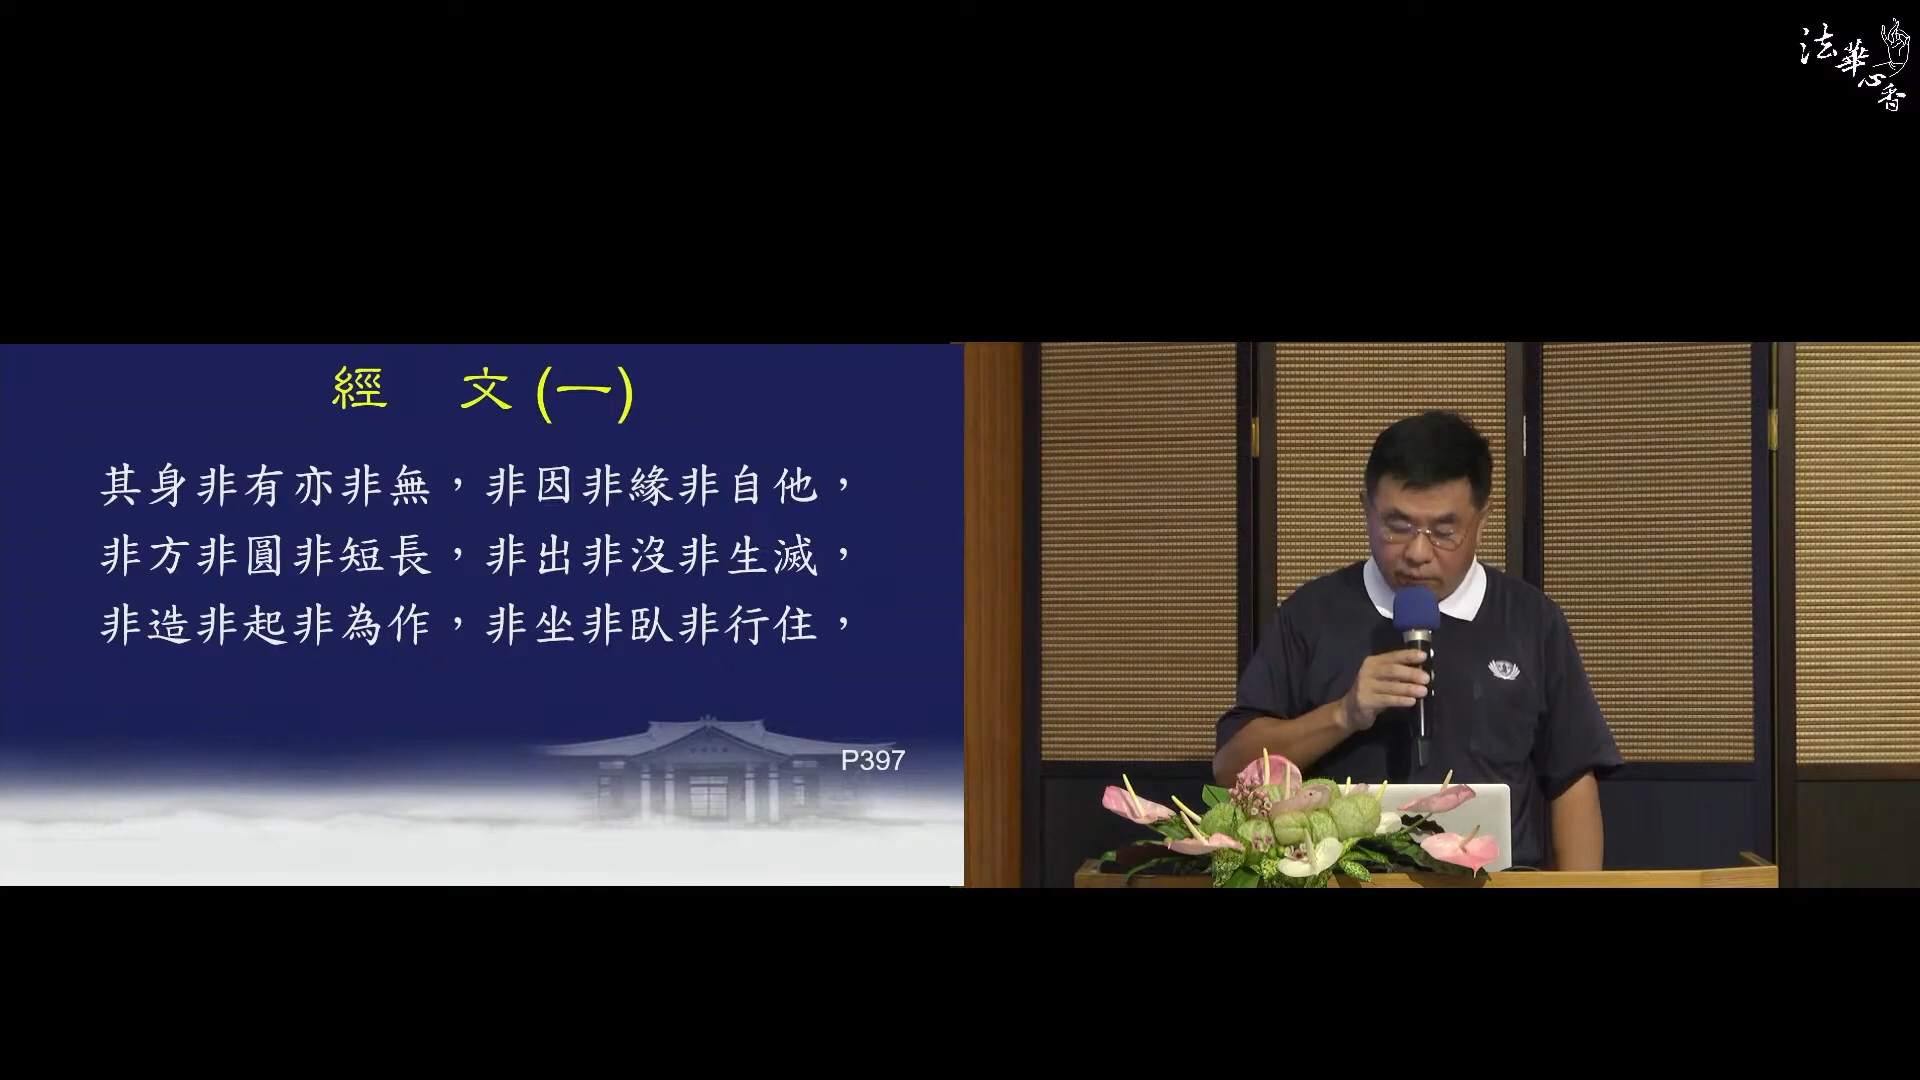 法華心香
經 文(一)
其身非有亦非無，非因非緣非自他，
非方非圓非短長，非出非沒非生滅，
非造非起非為作，非坐非臥非行住，
P397